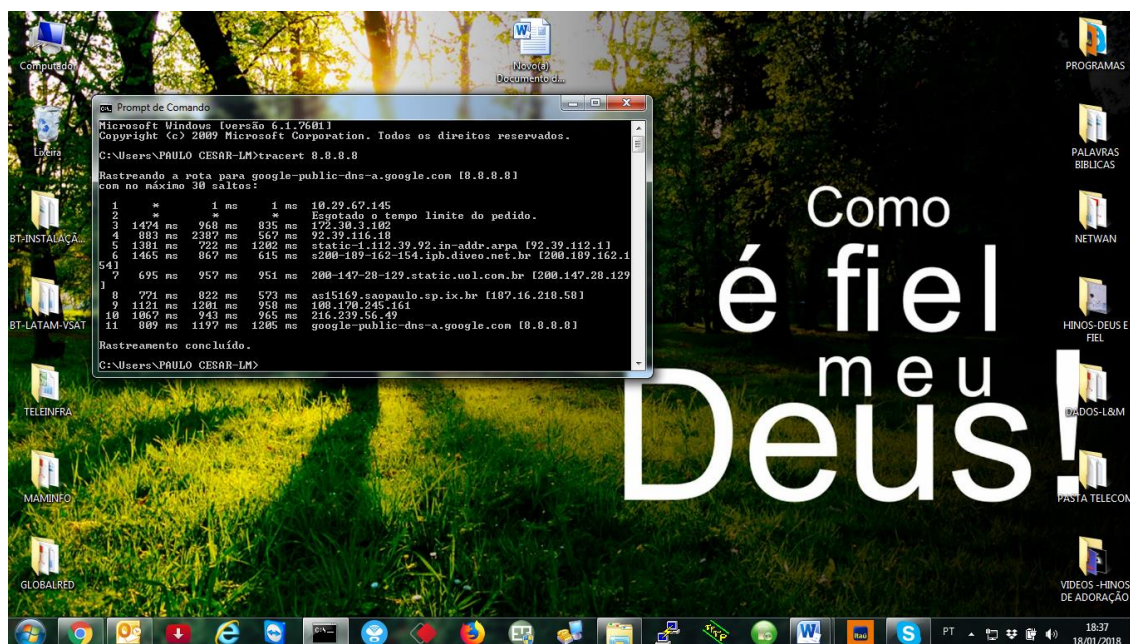 Computador
Lixeira
BT-INSTALAÇÃ...
BT-LATAM-VSAT
TELEINFRA
MAMINFO
GLOBALRED
Novo(a)
Documento d...
Prompt de Comando
Microsoft Windows [versão 6.1.7601]
Copyright (c) 2009 Microsoft Corporation. Todos os direitos reservados.
C:\Users\PAULO CESAR-LM>tracert 8.8.8.8
Rastreando a rota para google-public-dns-a.google.com [8.8.8.8]
com no máximo 30 saltos:
1 * 1 ms 1 ms 10.29.67.145
2 * * * Esgotado o tempo limite do pedido.
3 1474 ms 968 ms 835 ms 172.30.3.102
4 883 ms 2387 ms 567 ms 92.39.116.18
5 1381 ms 722 ms 1202 ms static-1.112.39.92.in-addr.arpa [92.39.112.1]
6 1465 ms 867 ms 615 ms s200-189-162-154.ipb.diveo.net.br [200.189.162.1
54]
7 695 ms 957 ms 951 ms 200-147-28-129.static.uol.com.br [200.147.28.129
]
8 771 ms 822 ms 573 ms as15169.saopaulo.sp.ix.br [187.16.218.58]
9 1121 ms 1201 ms 958 ms 108.170.245.161
10 1067 ms 943 ms 965 ms 216.239.56.49
11 809 ms 1197 ms 1205 ms google-public-dns-a.google.com [8.8.8.8]
Rastreamento concluído.
C:\Users\PAULO CESAR-LM>
Como
é fiel
meu
Deus!
PROGRAMAS
PALAVRAS
BIBLICAS
NETWAN
HINOS-DEUS E
FIEL
DADOS-L&M
PASTA TELECOM
VIDEOS -HINOS
DE ADORAÇÃO
Itaú
PT
18:37
18/01/2018